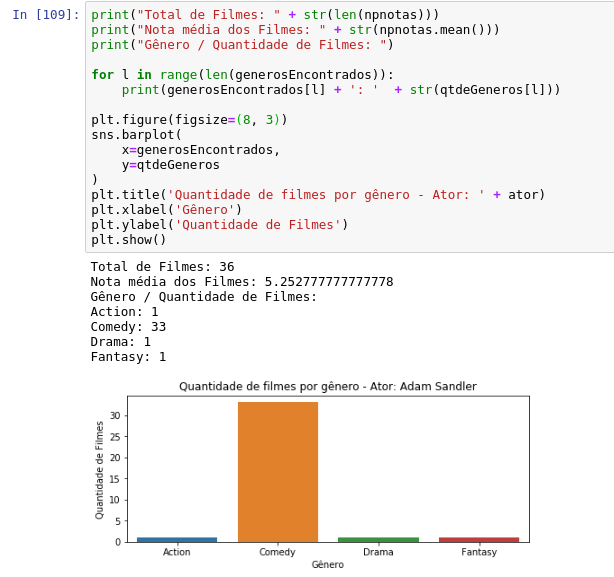 In [109]: print("Total de Filmes: " + str(len(npnotas)))
print("Nota média dos Filmes: " + str(npnotas.mean()))
print("Gênero / Quantidade de Filmes: ")
for l in range(len(generosEncontrados)):
    print(generosEncontrados[l] + ': '  + str(qtdeGeneros[l]))
plt.figure(figsize=(8, 3))
sns.barplot(
    x=generosEncontrados,
    y=qtdeGeneros
)
plt.title('Quantidade de filmes por gênero - Ator: ' + ator)
plt.xlabel('Gênero')
plt.ylabel('Quantidade de Filmes')
plt.show()
Total de Filmes: 36
Nota média dos Filmes: 5.252777777777778
Gênero / Quantidade de Filmes:
Action: 1
Comedy: 33
Drama: 1
Fantasy: 1
Quantidade de filmes por gênero - Ator: Adam Sandler
Quantidade de Filmes
30
25
20
15
10
5
0
Action Comedy Drama Fantasy
Gênero